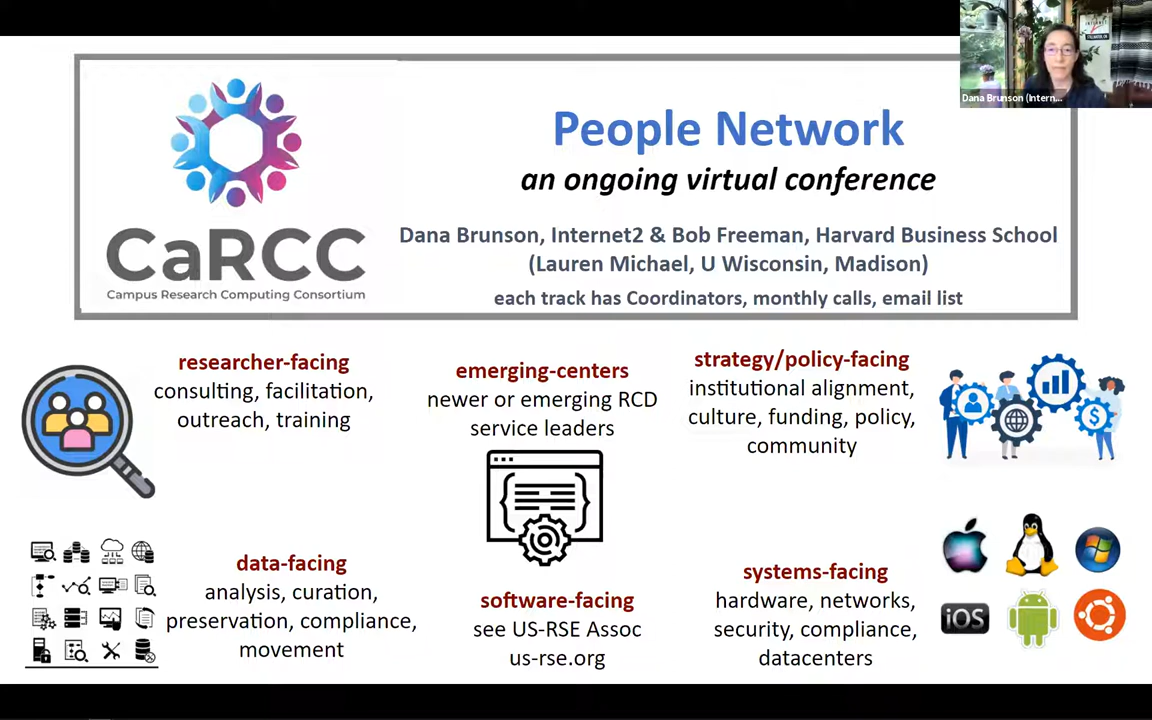 Dana Brunson (Intern...
People Network
an ongoing virtual conference
CaRCC
Campus Research Computing Consortium
Dana Brunson, Internet2 & Bob Freeman, Harvard Business School
(Lauren Michael, U Wisconsin, Madison)
each track has Coordinators, monthly calls, email list
researcher-facing
consulting, facilitation,
outreach, training
emerging-centers
newer or emerging RCD
service leaders
strategy/policy-facing
institutional alignment,
culture, funding, policy,
community
data-facing
analysis, curation,
preservation, compliance,
movement
software-facing
see US-RSE Assoc
us-rse.org
systems-facing
hardware, networks,
security, compliance,
datacenters
iOS